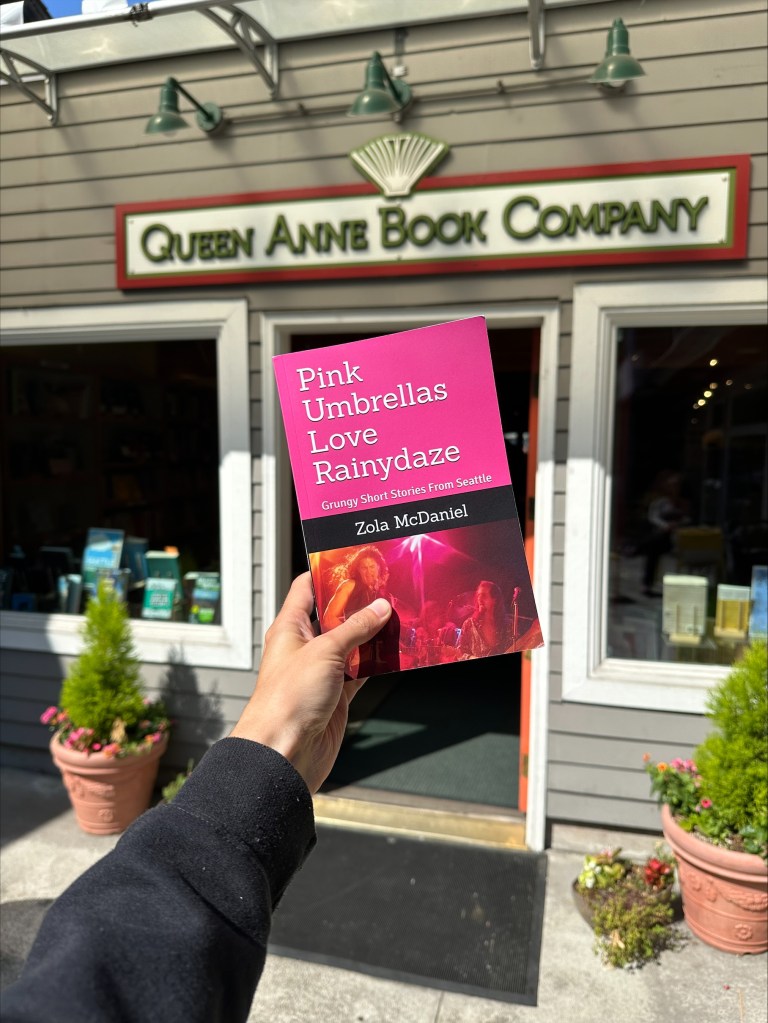 QUEEN ANNE BOOK COMPANY
Pink
Umbrellas
Love
Rainydaze
Grungy Short Stories From Seattle
Zola McDaniel